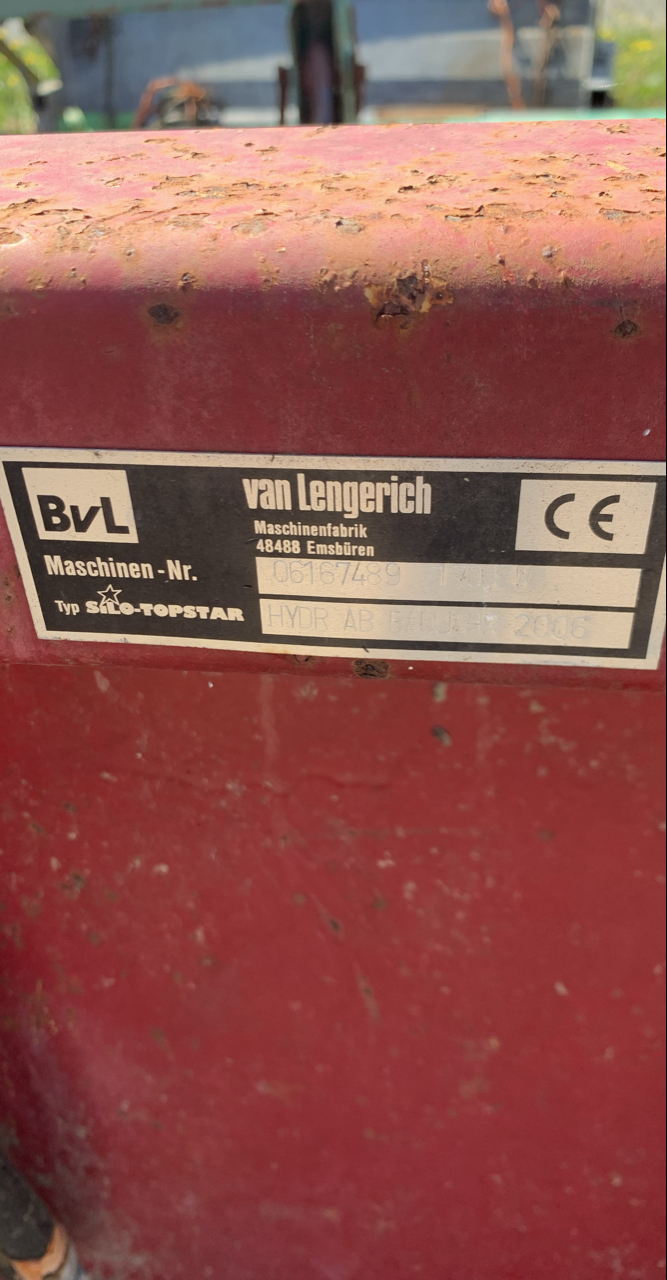 BvL
van Lengerich
Maschinenfabrik
48488 Emsbüren
CE
Maschinen-Nr. 06167489
Typ SILO-TOPSTAR HYDR AB 2006